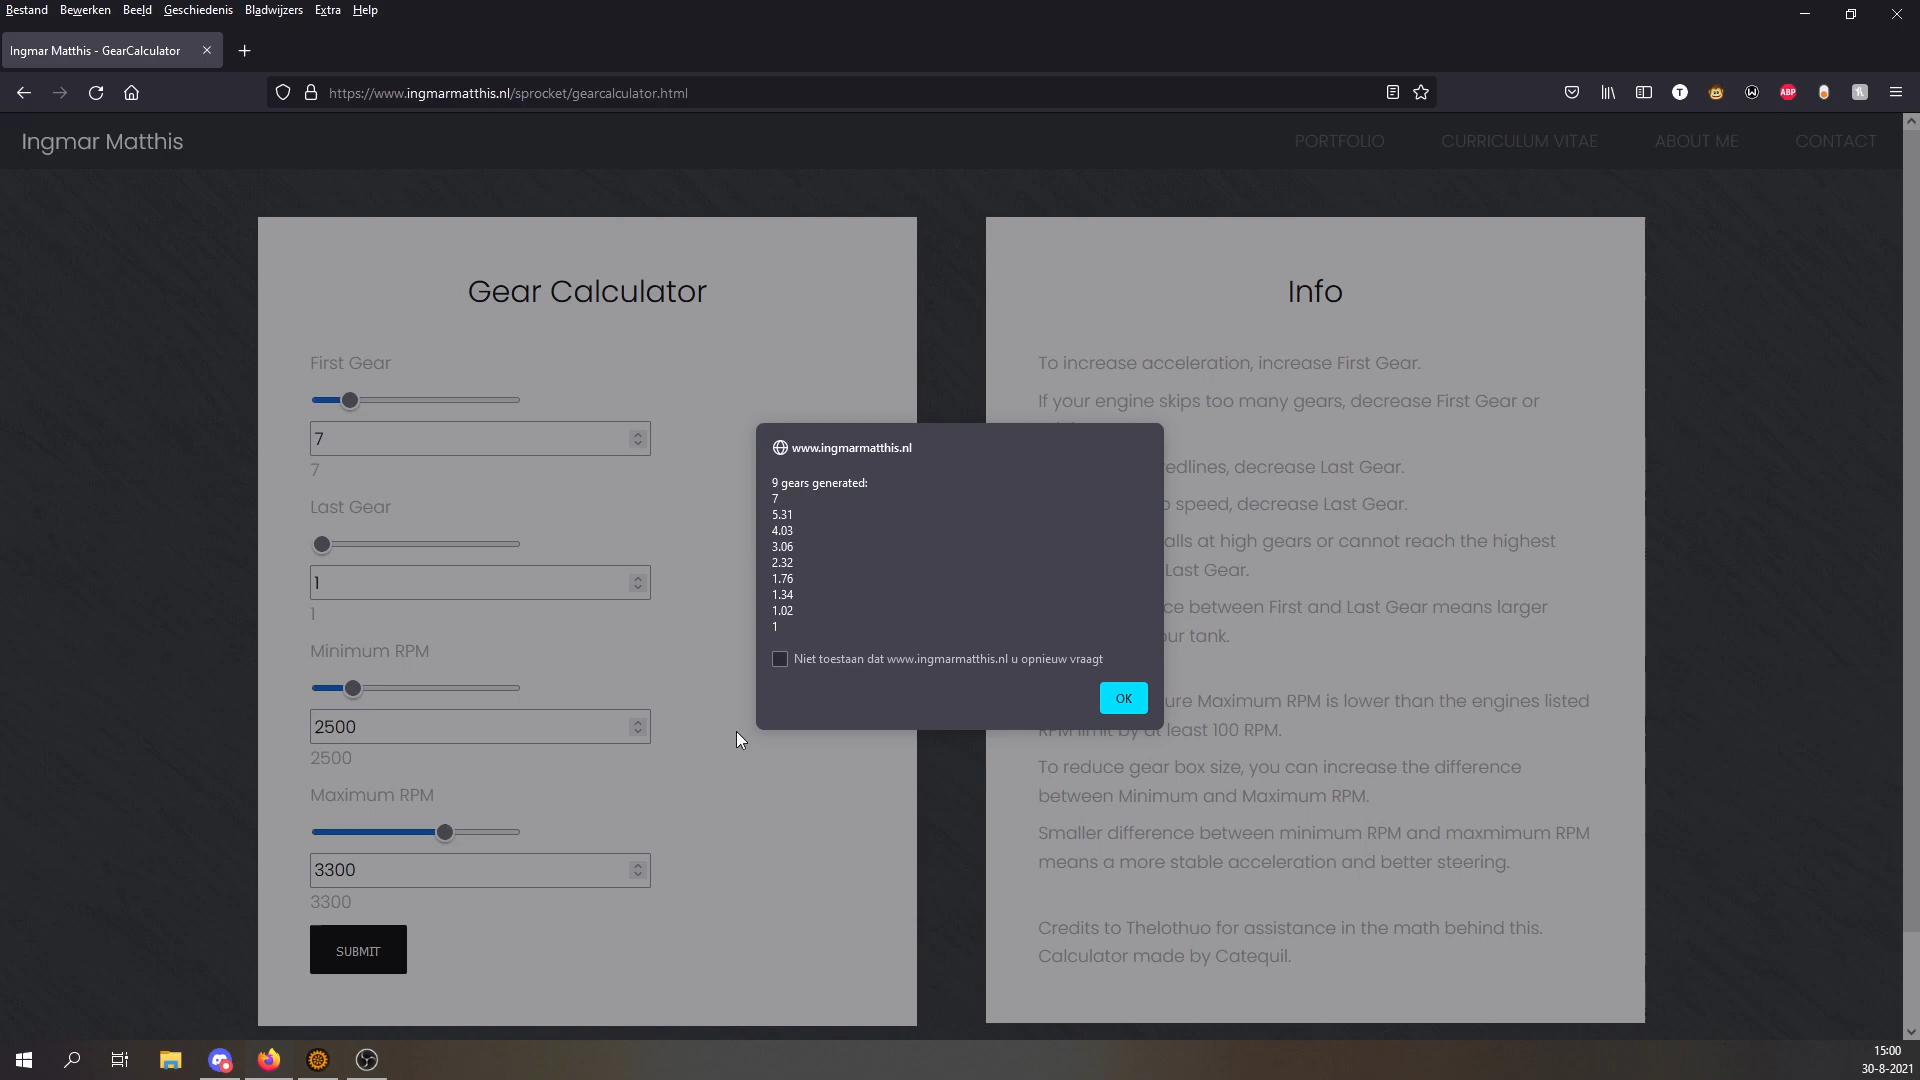 Bestand Bewerken Beeld Geschiedenis Bladwijzers Extra Help
Ingmar Matthis - GearCalculator
https://www.ingmarmatthis.nl/sprocket/gearcalculator.html
T
ABP
Ingmar Matthis
PORTFOLIO CURRICULUM VITAE ABOUT ME CONTACT
Gear Calculator
First Gear
7
7
Last Gear
1
1
Minimum RPM
2500
2500
Maximum RPM
3300
3300
SUBMIT
www.ingmarmatthis.nl
9 gears generated:
7
5.31
4.03
3.06
2.32
1.76
1.34
1.02
1
Niet toestaan dat www.ingmarmatthis.nl u opnieuw vraagt
OK
Info
To increase acceleration, increase First Gear.
If your engine skips too many gears, decrease First Gear or
edlines, decrease Last Gear.
speed, decrease Last Gear.
alls at high gears or cannot reach the highest
Last Gear.
ce between First and Last Gear means larger
our tank.
ure Maximum RPM is lower than the engines listed
RPM limit by at least 100 RPM.
To reduce gear box size, you can increase the difference
between Minimum and Maximum RPM.
Smaller difference between minimum RPM and maxmimum RPM
means a more stable acceleration and better steering.
Credits to Thelothuo for assistance in the math behind this.
Calculator made by Catequil.
15:00
30-8-2021